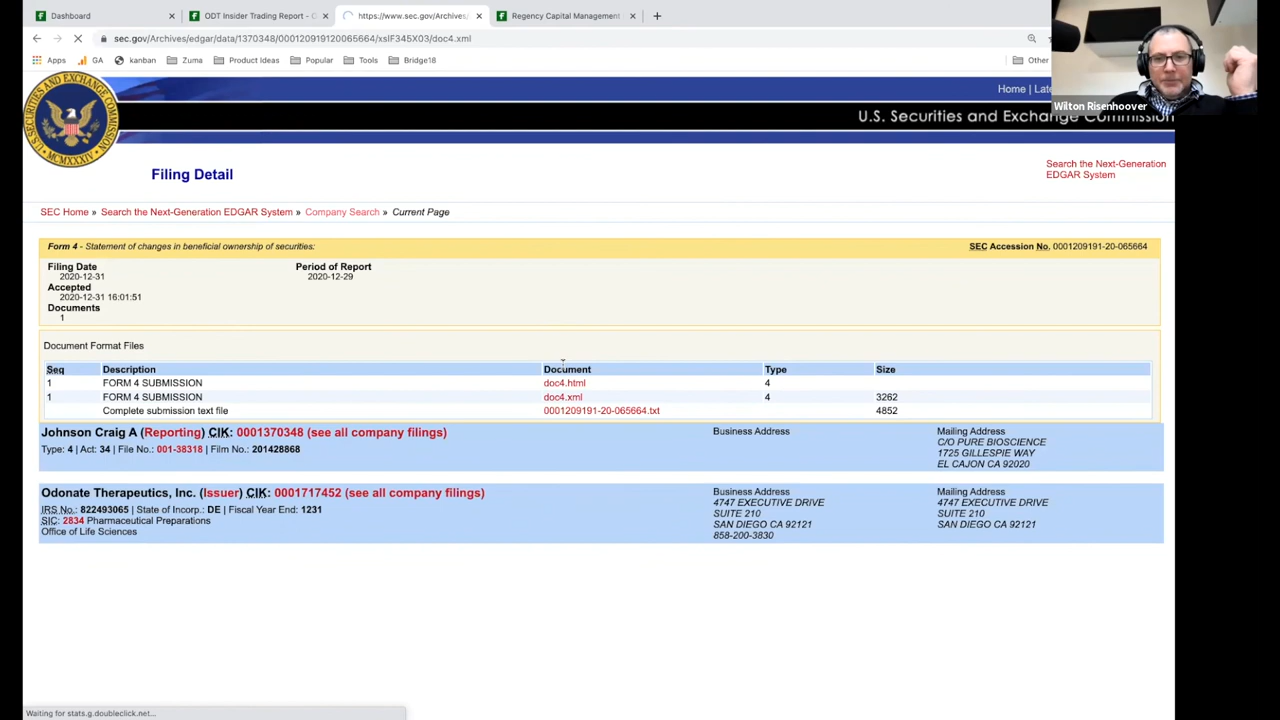 Dashboard
ODT Insider Trading Report - O
https://www.sec.gov/Archives/
Regency Capital Management
sec.gov/Archives/edgar/data/1370348/000120919120065664/xslF345X03/doc4.xml
Apps
GA
kanban
Zuma
Product Ideas
Popular
Tools
Bridge18
Other
Wilton Risenhoover
Home | Late
U.S. Securities and Exchange Commission
Filing Detail
Search the Next-Generation
EDGAR System
SEC Home » Search the Next-Generation EDGAR System » Company Search » Current Page
Form 4 - Statement of changes in beneficial ownership of securities:
SEC Accession No. 0001209191-20-065664
Filing Date
2020-12-31
Accepted
2020-12-31 16:01:51
Documents
1
Period of Report
2020-12-29
Document Format Files
Seq Description Document Type Size
1 FORM 4 SUBMISSION doc4.html 4
1 FORM 4 SUBMISSION doc4.xml 4 3262
Complete submission text file 0001209191-20-065664.txt 4852
Johnson Craig A (Reporting) CIK: 0001370348 (see all company filings)
Type: 4 | Act: 34 | File No.: 001-38318 | Film No.: 201428868
Business Address
Mailing Address
C/O PURE BIOSCIENCE
1725 GILLESPIE WAY
EL CAJON CA 92020
Odonate Therapeutics, Inc. (Issuer) CIK: 0001717452 (see all company filings)
IRS No.: 822493065 | State of Incorp.: DE | Fiscal Year End: 1231
SIC: 2834 Pharmaceutical Preparations
Office of Life Sciences
Business Address
4747 EXECUTIVE DRIVE
SUITE 210
SAN DIEGO CA 92121
858-200-3830
Mailing Address
4747 EXECUTIVE DRIVE
SUITE 210
SAN DIEGO CA 92121
Waiting for stats.g.doubleclick.net...